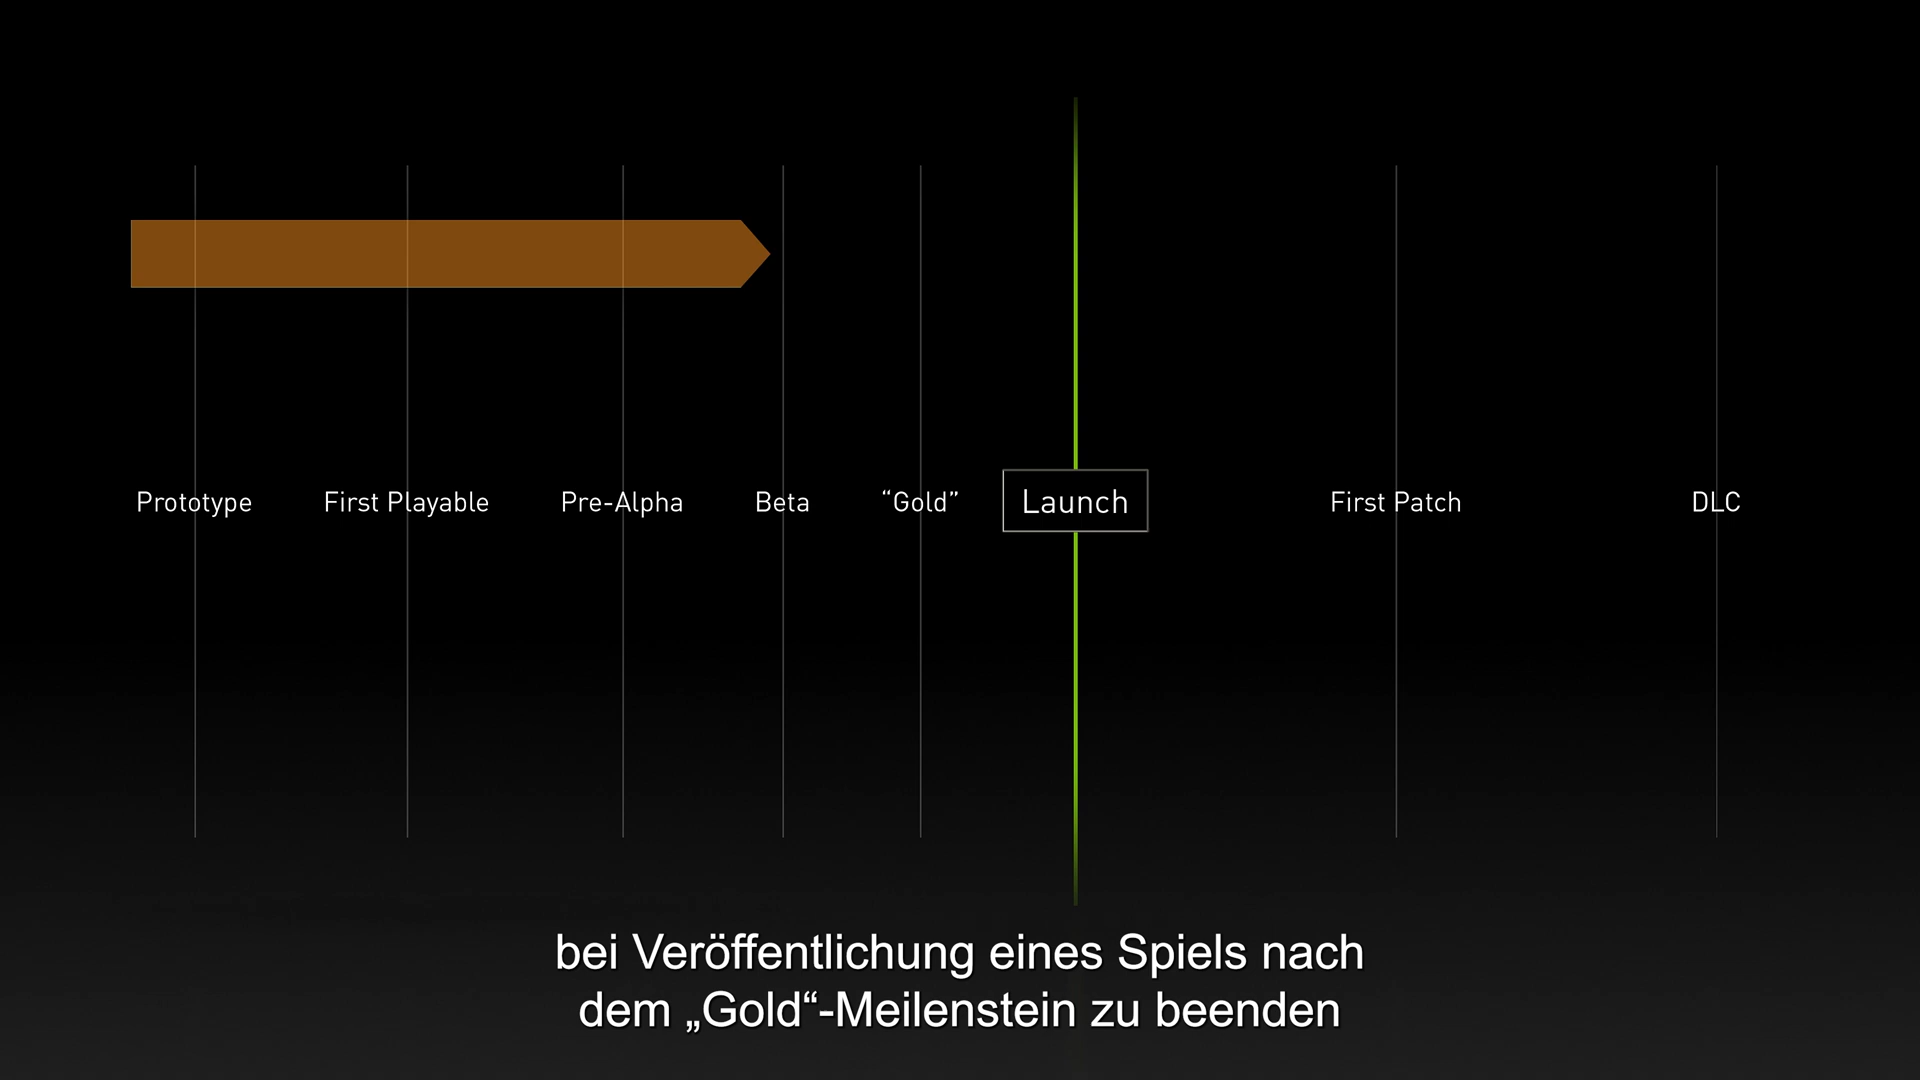 Prototype
First Playable
Pre-Alpha
Beta
“Gold”
Launch
First Patch
DLC
bei Veröffentlichung eines Spiels nach
dem „Gold“-Meilenstein zu beenden